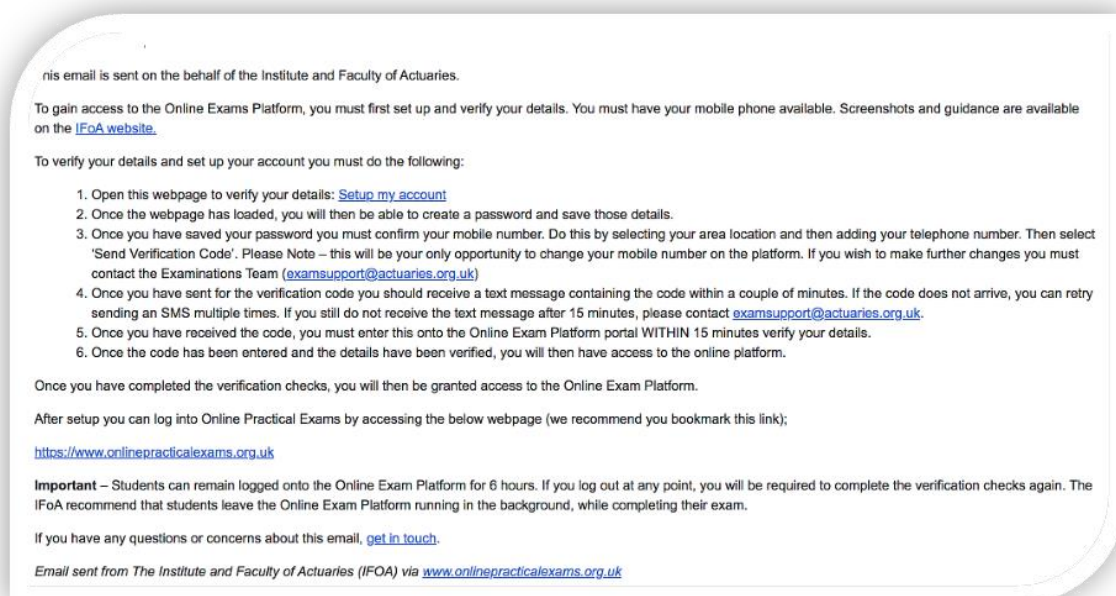 nis email is sent on the behalf of the Institute and Faculty of Actuaries.
To gain access to the Online Exams Platform, you must first set up and verify your details. You must have your mobile phone available. Screenshots and guidance are available
on the IFoA website.
To verify your details and set up your account you must do the following:
1. Open this webpage to verify your details: Setup my account
2. Once the webpage has loaded, you will then be able to create a password and save those details.
3. Once you have saved your password you must confirm your mobile number. Do this by selecting your area location and then adding your telephone number. Then select
'Send Verification Code'. Please Note – this will be your only opportunity to change your mobile number on the platform. If you wish to make further changes you must
contact the Examinations Team (examsupport@actuaries.org.uk)
4. Once you have sent for the verification code you should receive a text message containing the code within a couple of minutes. If the code does not arrive, you can retry
sending an SMS multiple times. If you still do not receive the text message after 15 minutes, please contact examsupport@actuaries.org.uk.
5. Once you have received the code, you must enter this onto the Online Exam Platform portal WITHIN 15 minutes verify your details.
6. Once the code has been entered and the details have been verified, you will then have access to the online platform.
Once you have completed the verification checks, you will then be granted access to the Online Exam Platform.
After setup you can log into Online Practical Exams by accessing the below webpage (we recommend you bookmark this link);
https://www.onlinepracticalexams.org.uk
Important – Students can remain logged onto the Online Exam Platform for 6 hours. If you log out at any point, you will be required to complete the verification checks again. The
IFoA recommend that students leave the Online Exam Platform running in the background, while completing their exam.
If you have any questions or concerns about this email, get in touch.
Email sent from The Institute and Faculty of Actuaries (IFOA) via www.onlinepracticalexams.org.uk